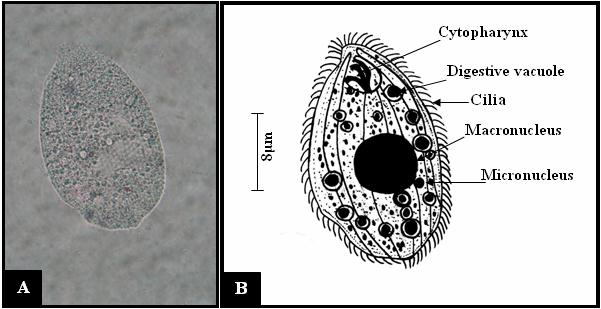 Cytopharynx
Digestive vacuole
Cilia
Macronucleus
Micronucleus
8µm
A
B